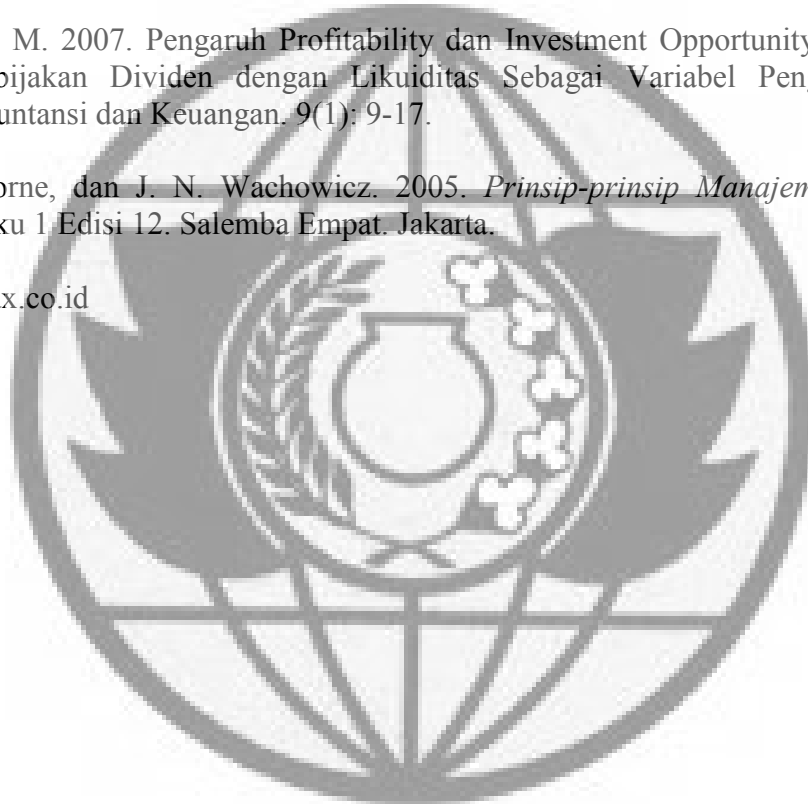 M. 2007. Pengaruh Profitability dan Investment Opportunity
bijakan Dividen dengan Likuiditas Sebagai Variabel Peng
untansi dan Keuangan. 9(1): 9-17.
orne, dan J. N. Wachowicz. 2005. Prinsip-prinsip Manajem
ku 1 Edisi 12. Salemba Empat. Jakarta.
x.co.id